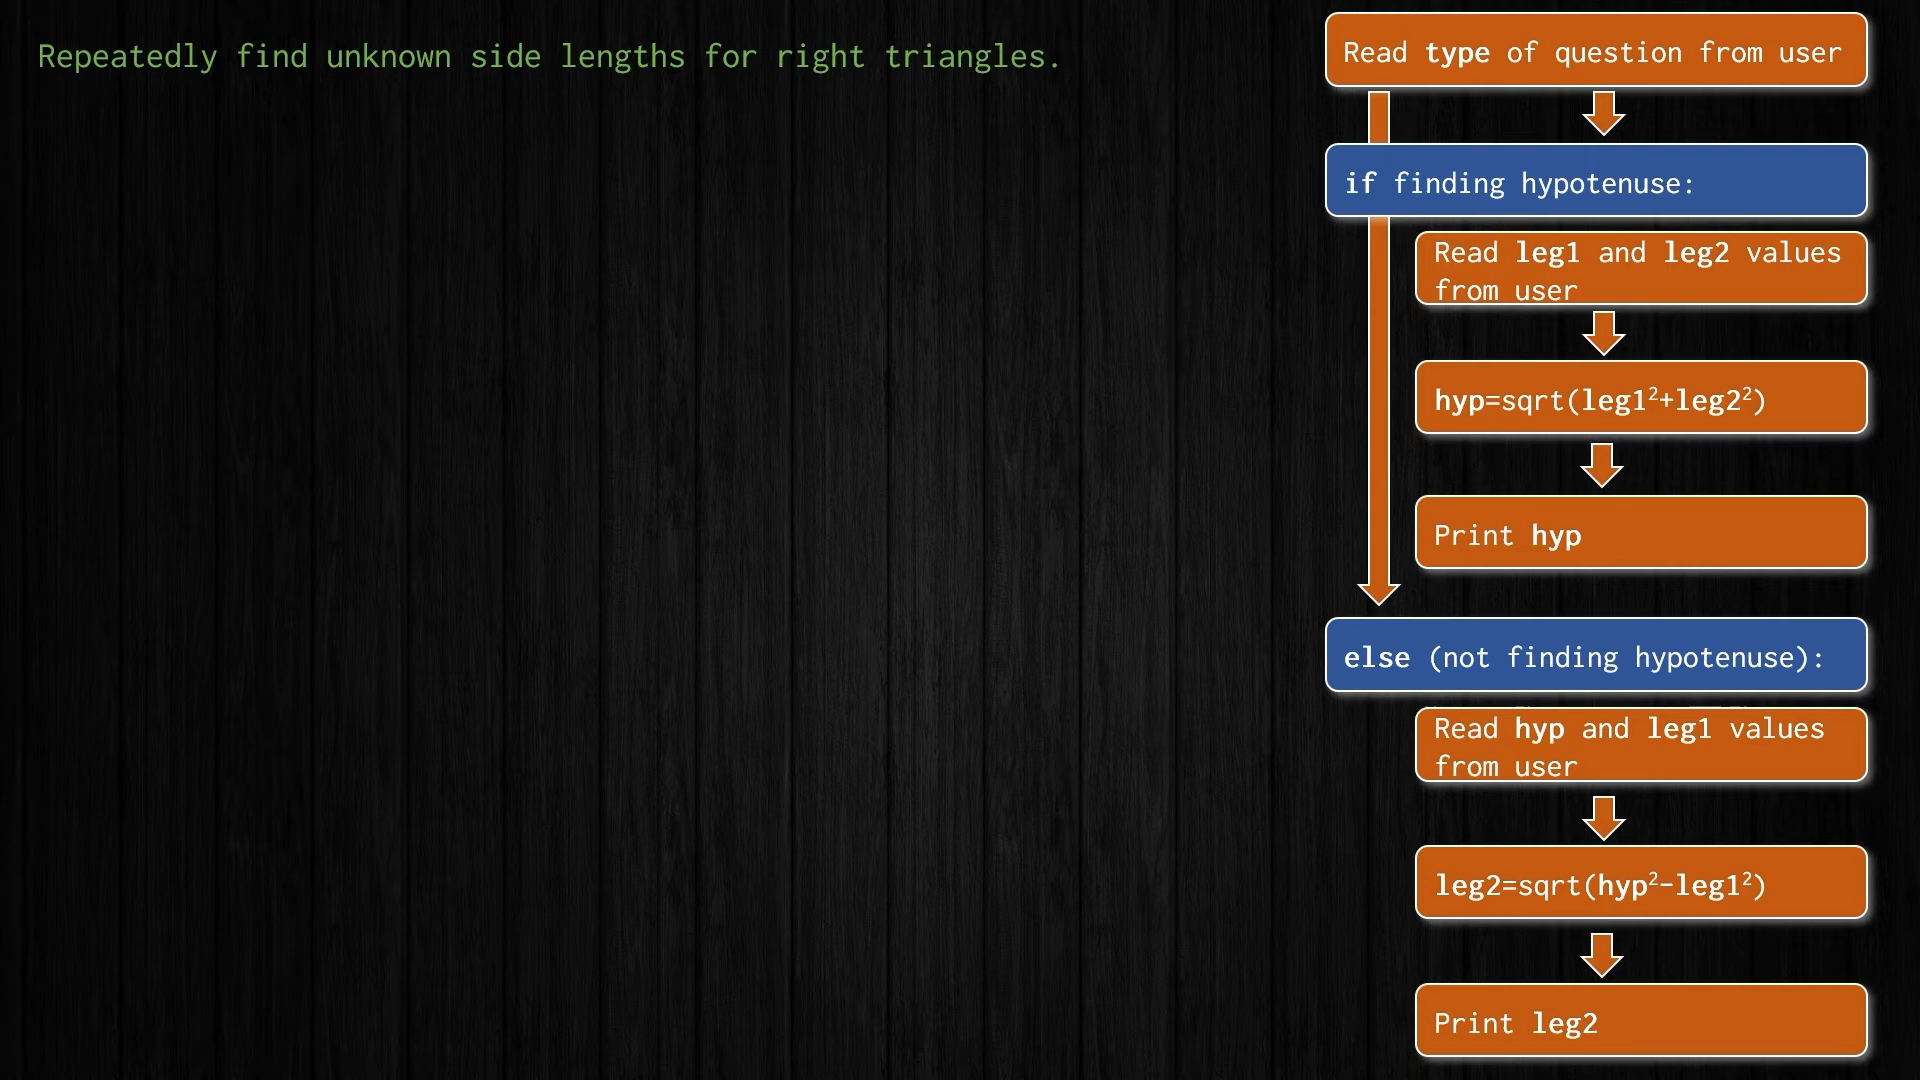 Repeatedly find unknown side lengths for right triangles.
Read type of question from user
if finding hypotenuse:
Read leg1 and leg2 values
from user
hyp=sqrt(leg1²+leg2²)
Print hyp
else (not finding hypotenuse):
Read hyp and leg1 values
from user
leg2=sqrt(hyp²-leg1²)
Print leg2